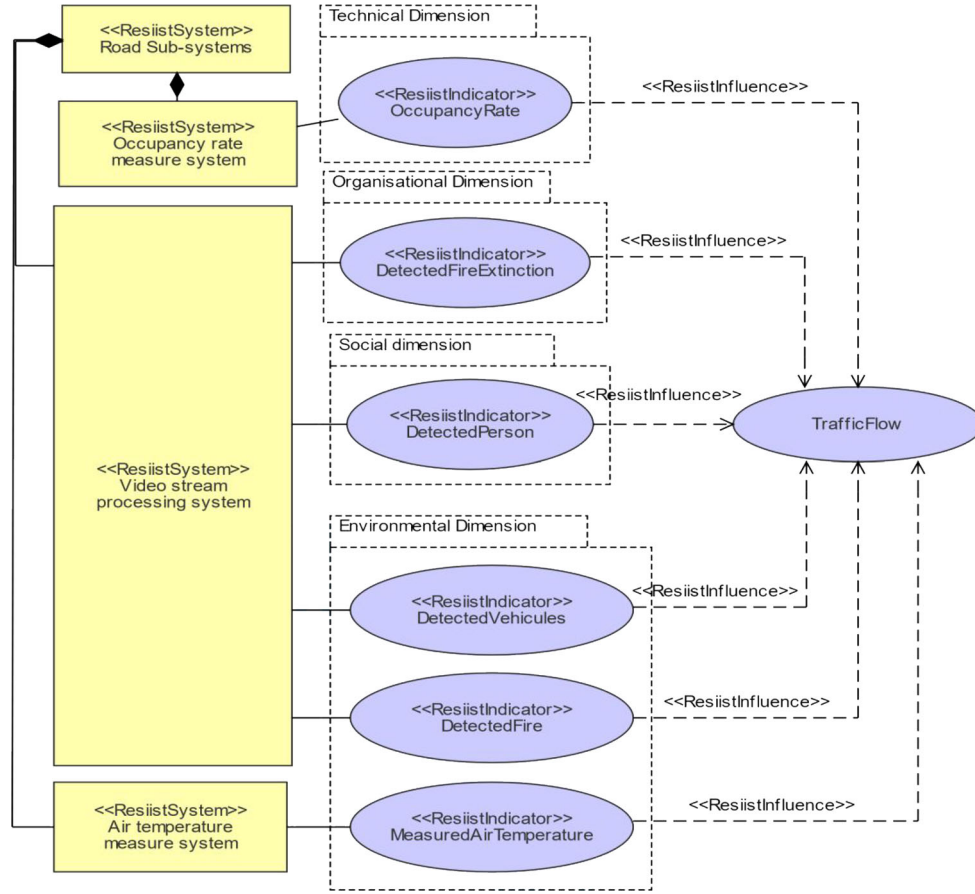 <<ResiistSystem>>
Road Sub-systems
<<ResiistSystem>>
Occupancy rate
measure system
Technical Dimension
<<ResiistIndicator>>
OccupancyRate
<<ResiistInfluence>>
Organisational Dimension
<<ResiistIndicator>>
DetectedFireExtinction
<<ResiistInfluence>>
Social dimension
<<ResiistIndicator>>
DetectedPerson
<<ResiistInfluence>>
TrafficFlow
<<ResiistSystem>>
Video stream
processing system
Environmental Dimension
<<ResiistIndicator>>
DetectedVehicules
<<ResiistInfluence>>
<<ResiistIndicator>>
DetectedFire
<<ResiistInfluence>>
<<ResiistSystem>>
Air temperature
measure system
<<ResiistIndicator>>
MeasuredAirTemperature
<<ResiistInfluence>>